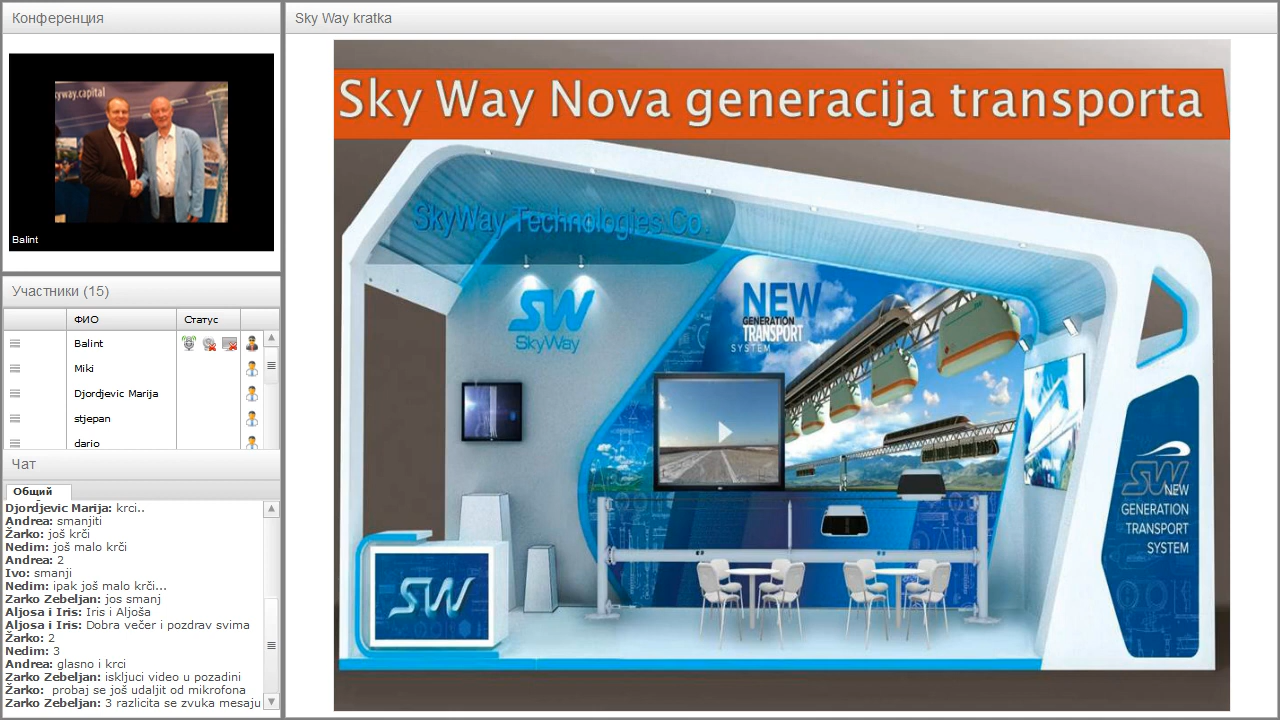 Конференция
yway.capital
Balint
Участники (15)
ФИО
Статус
Miki
Djordjevic Marija
stjepan
dario
Чат
Общий
Djordjevic Marija: krci..
Andrea: smanjiti
Žarko: još krči
Nedim: još malo krči
Andrea: 2
Ivo: smanji
Nedim: ipak još malo krči...
Zarko Zebeljan: jos smanj
Aljosa i Iris: Iris i Aljoša
Aljosa i Iris: Dobra večer i pozdrav svima
Žarko: 2
Nedim: 3
Andrea: glasno i krci
Zarko Zebeljan: iskljuci video u pozadini
Žarko: probaj se još udaljit od mikrofona
Zarko Zebeljan: 3 razlicita se zvuka mesaju
Sky Way kratka
Sky Way Nova generacija transporta
SkyWay Technologies Co.
SW
SkyWay
NEW
GENERATION
TRANSPORT
SYSTEM
SW
SW
NEW
GENERATION
TRANSPORT
SYSTEM